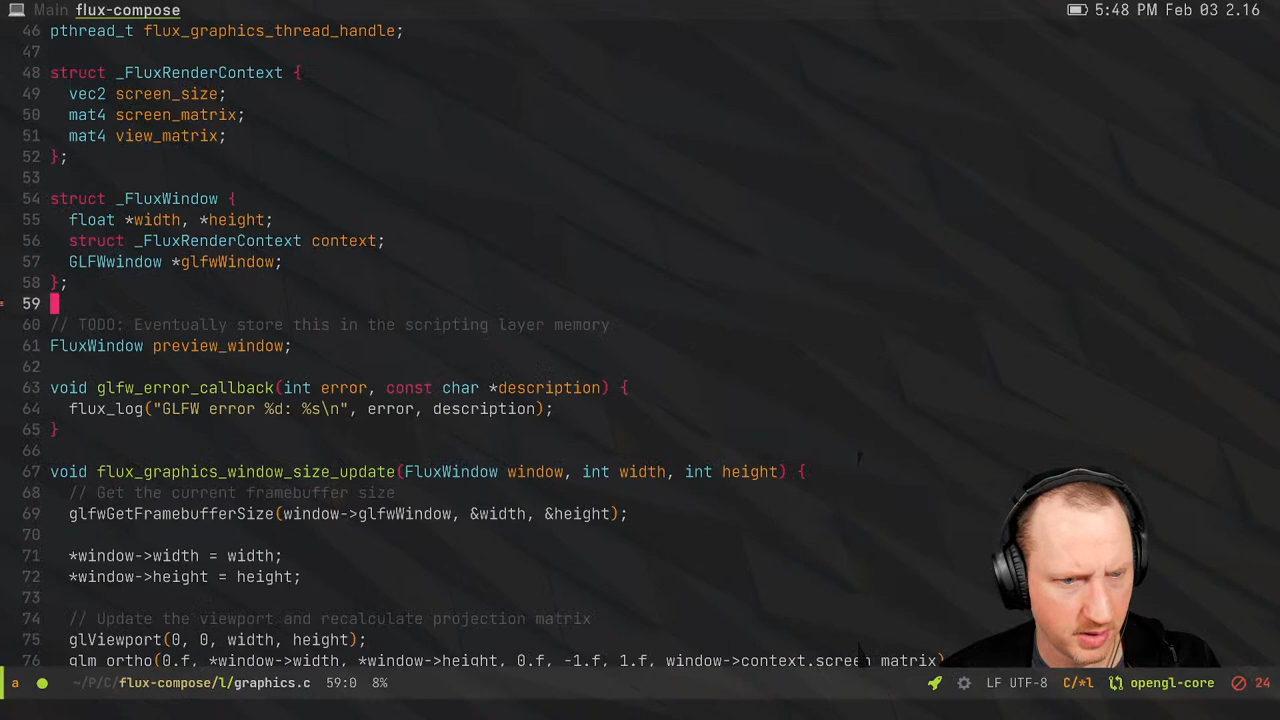 Main flux-compose 5:48 PM Feb 03 2.16
46 pthread_t flux_graphics_thread_handle;
47
48 struct _FluxRenderContext {
49 vec2 screen_size;
50 mat4 screen_matrix;
51 mat4 view_matrix;
52 };
53
54 struct _FluxWindow {
55 float *width, *height;
56 struct _FluxRenderContext context;
57 GLFWwindow *glfwWindow;
58 };
59
60 // TODO: Eventually store this in the scripting layer memory
61 FluxWindow preview_window;
62
63 void glfw_error_callback(int error, const char *description) {
64 flux_log("GLFW error %d: %s\n", error, description);
65 }
66
67 void flux_graphics_window_size_update(FluxWindow window, int width, int height) {
68 // Get the current framebuffer size
69 glfwGetFramebufferSize(window->glfwWindow, &width, &height);
70
71 *window->width = width;
72 *window->height = height;
73
74 // Update the viewport and recalculate projection matrix
75 glViewport(0, 0, width, height);
76 glm_ortho(0.f, *window->width, *window->height, 0.f, -1.f, 1.f, window->context.screen_matrix)
a ~/P/C/flux-compose/l/graphics.c 59:0 8% LF UTF-8 C/*l opengl-core 24